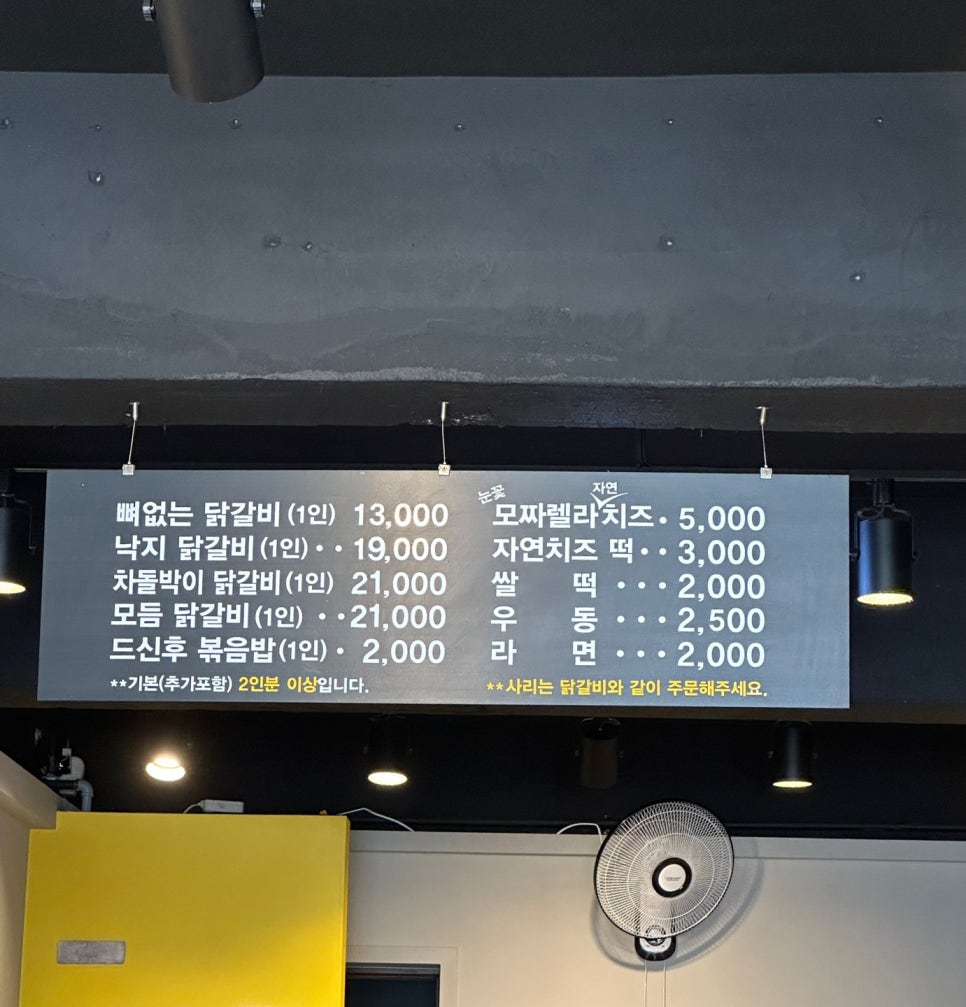 뼈없는 닭갈비 (1인) 13,000
낙지 닭갈비 (1인) · · 19,000
차돌박이 닭갈비 (1인) 21,000
모듬 닭갈비 (1인) · · 21,000
드신후 볶음밥 (1인) · 2,000
**기본(추가포함) 2인분 이상입니다.
눈꽃 자연
모짜렐라치즈 · 5,000
자연치즈 떡 · · 3,000
쌀 떡 · · · 2,000
우 동 · · · 2,500
라 면 · · · 2,000
**사리는 닭갈비와 같이 주문해주세요.